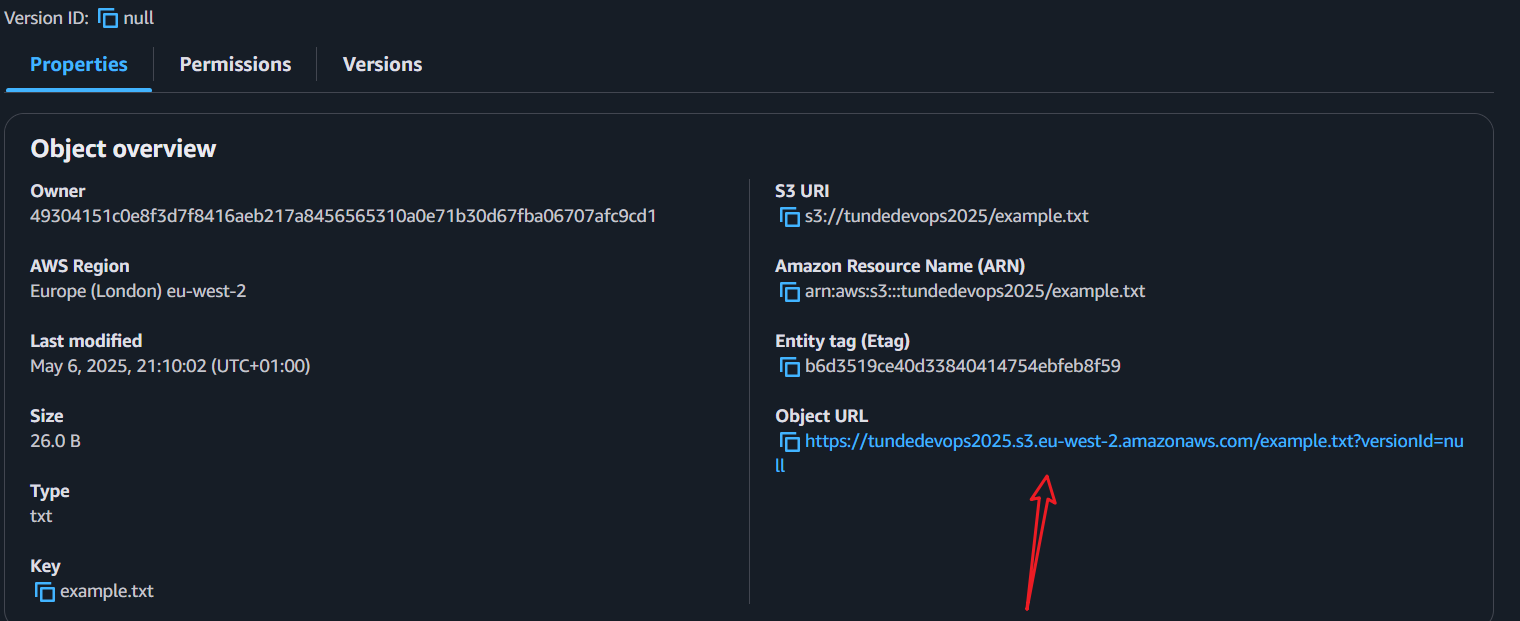 Version ID: null
Properties
Permissions
Versions
Object overview
Owner
49304151c0e8f3d7f8416aeb217a8456565310a0e71b30d67fba06707afc9cd1
AWS Region
Europe (London) eu-west-2
Last modified
May 6, 2025, 21:10:02 (UTC+01:00)
Size
26.0 B
Type
txt
Key
example.txt
S3 URI
s3://tundedevops2025/example.txt
Amazon Resource Name (ARN)
arn:aws:s3:::tundedevops2025/example.txt
Entity tag (Etag)
b6d3519ce40d33840414754ebfeb8f59
Object URL
https://tundedevops2025.s3.eu-west-2.amazonaws.com/example.txt?versionId=nu
ll